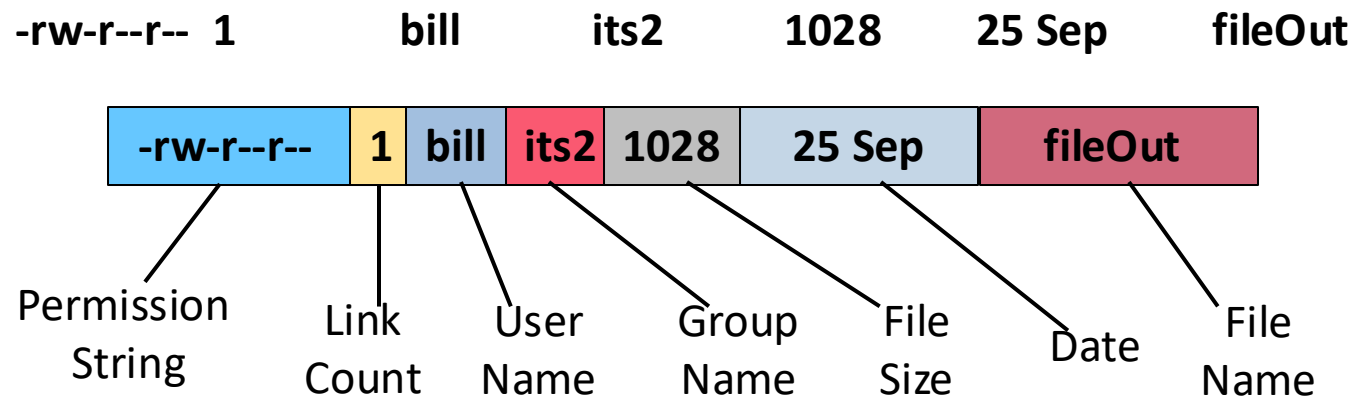 -rw-r--r-- 1 bill its2 1028 25 Sep fileOut
-rw-r--r-- 1 bill its2 1028 25 Sep fileOut
Permission String
Link Count
User Name
Group Name
File Size
Date
File Name